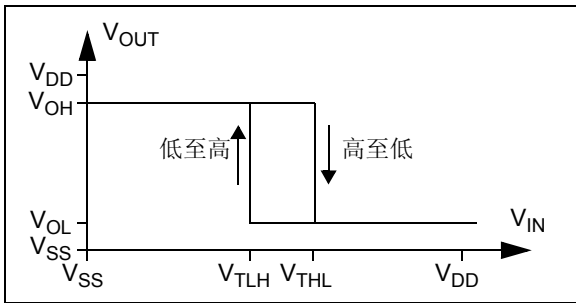 VOUT
VDD
VOH
低至高 高至低
VOL
VIN
VSS
VSS VTLH VTHL VDD